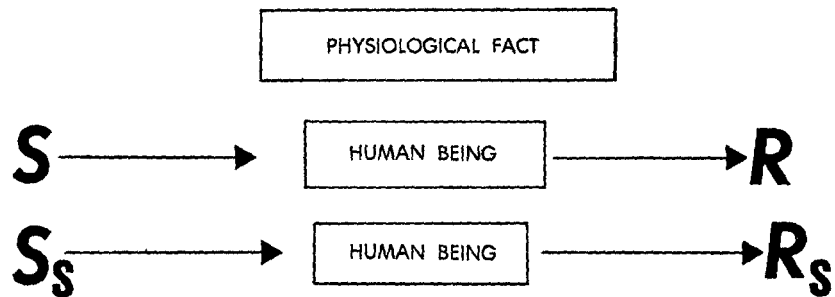 PHYSIOLOGICAL FACT
S HUMAN BEING R
Ss HUMAN BEING Rs